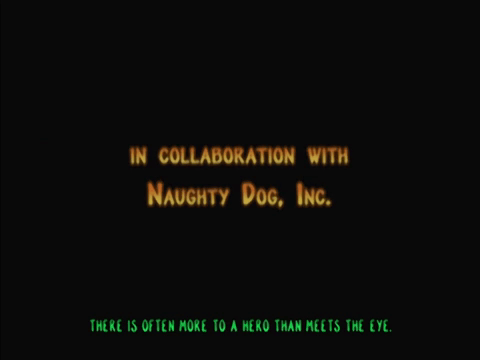 IN COLLABORATION WITH
NAUGHTY DOG, INC.
THERE IS OFTEN MORE TO A HERO THAN MEETS THE EYE.